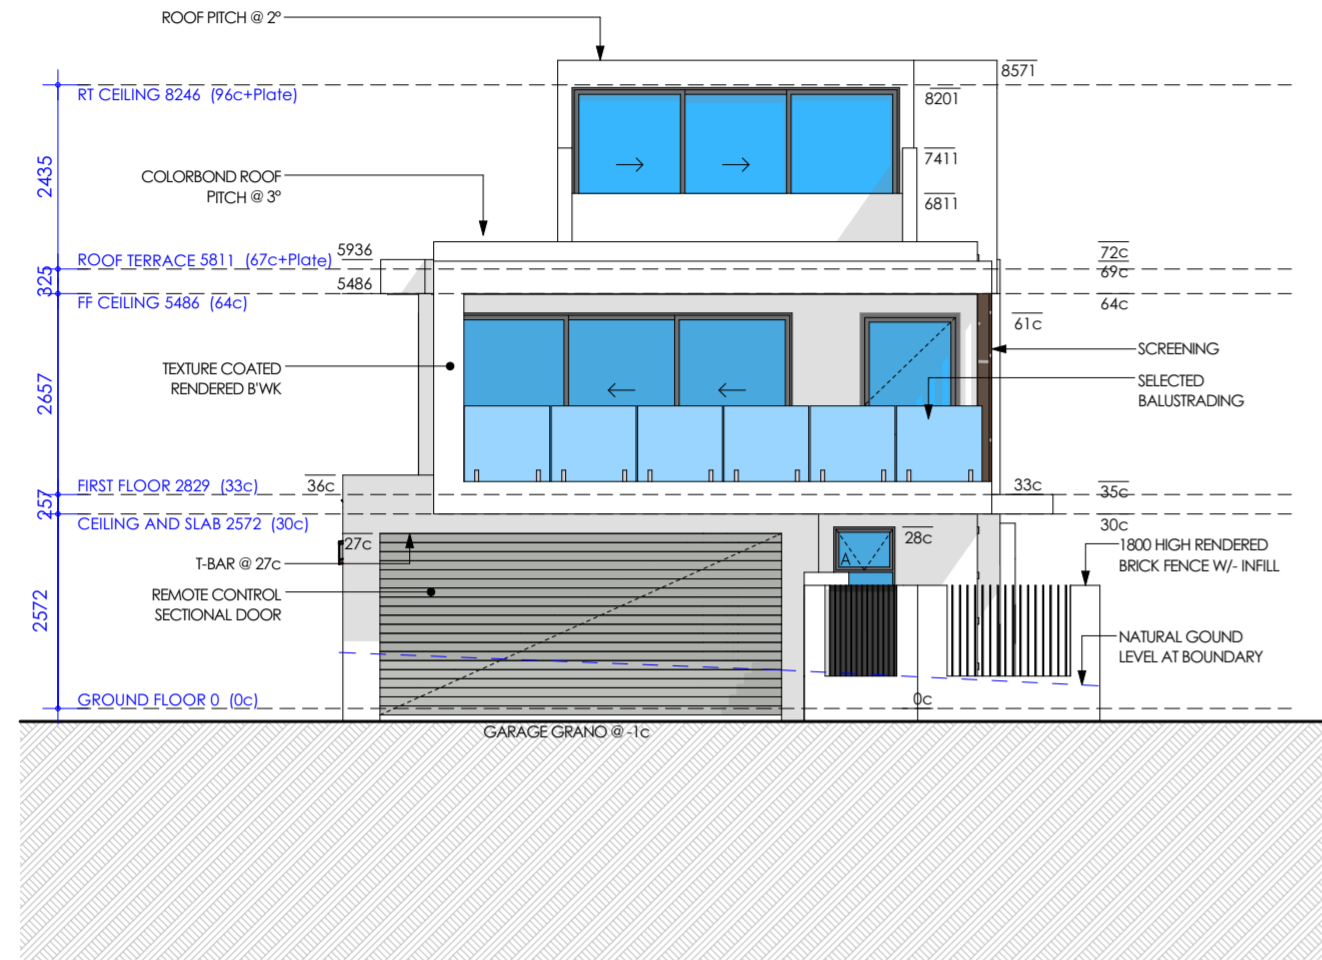 ROOF PITCH @ 2º
8571
RT CEILING 8246 (96c+Plate)
8201
2435
7411
COLORBOND ROOF
PITCH @ 3º
6811
5936
72c
ROOF TERRACE 5811 (67c+Plate)
69c
325
5486
FF CEILING 5486 (64c)
64c
61c
SCREENING
TEXTURE COATED
RENDERED B'WK
SELECTED
BALUSTRADING
2657
FIRST FLOOR 2829 (33c)
36c
33c
35c
257
CEILING AND SLAB 2572 (30c)
30c
27c
28c
1800 HIGH RENDERED
BRICK FENCE W/- INFILL
T-BAR @ 27c
A
REMOTE CONTROL
SECTIONAL DOOR
2572
NATURAL GOUND
LEVEL AT BOUNDARY
GROUND FLOOR 0 (0c)
0c
GARAGE GRANO @ -1c